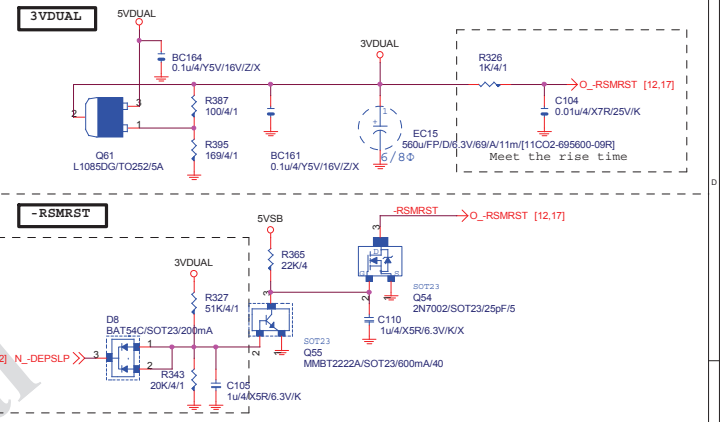 3VDUAL
5VDUAL
BC164
0.1u/4/Y5V/16V/Z/X
3VDUAL
R326
1K/4/1
O_-RSMRST [12,17]
2
3
1
R387
100/4/1
C104
0.01u/4/X7R/25V/K
1
+
EC15
560u/FP/D/6.3V/69/A/11m/[11CO2-695600-09R]
R395
169/4/1
Q61
L1085DG/TO252/5A
BC161
0.1u/4/Y5V/16V/Z/X
6/8Φ
Meet the rise time
D
-RSMRST
5VSB
-RSMRST
O_-RSMRST [12,17]
3
R365
22K/4
3VDUAL
D
G
S
SOT23
Q54
2N7002/SOT23/25pF/5
R327
51K/4/1
3
2
1
D8
BAT54C/SOT23/200mA
C110
1u/4/X5R/6.3V/K/X
SOT23
Q55
MMBT2222A/SOT23/600mA/40
2
1
2] N_-DEPSLP
3
1
2
R343
20K/4/1
C105
1u/4/X5R/6.3V/K